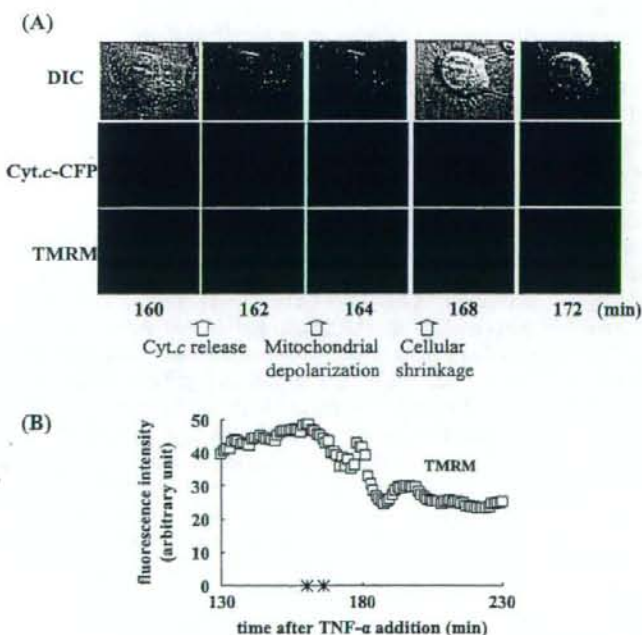 (A)
DIC
Cyt.c-CFP
TMRM
160 162 164 168 172 (min)
Cyt.c release
Mitochondrial depolarization
Cellular shrinkage
(B)
50
40
30
20
10
0
fluorescence intensity
(arbitrary unit)
TMRM
130 180 230
time after TNF-α addition (min)